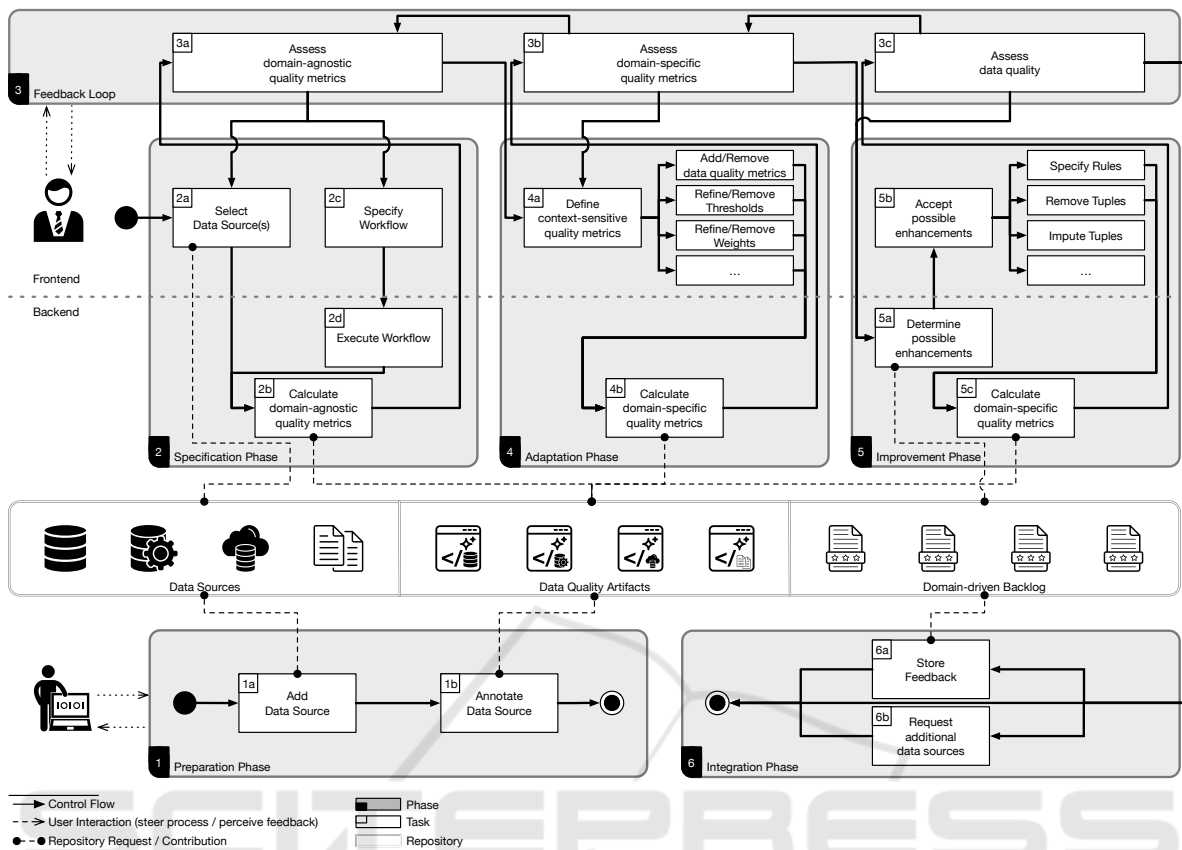 3a
Assess
domain-agnostic
quality metrics
3b
Assess
domain-specific
quality metrics
3c
Assess
data quality
3
Feedback Loop
2a
Select
Data Source(s)
2c
Specify
Workflow
4a
Define
context-sensitive
quality metrics
Add/Remove
data quality metrics
Refine/Remove
Thresholds
Refine/Remove
Weights
...
5b
Accept
possible
enhancements
Specify Rules
Remove Tuples
Impute Tuples
...
Frontend
Backend
2d
Execute Workflow
5a
Determine
possible
enhancements
2b
Calculate
domain-agnostic
quality metrics
4b
Calculate
domain-specific
quality metrics
5c
Calculate
domain-specific
quality metrics
2
Specification Phase
4
Adaptation Phase
5
Improvement Phase
Data Sources
Data Quality Artifacts
Domain-driven Backlog
1a
Add
Data Source
1b
Annotate
Data Source
6a
Store
Feedback
6b
Request
additional
data sources
IOIOI
1
Preparation Phase
6
Integration Phase
Control Flow
User Interaction (steer process / perceive feedback)
Repository Request / Contribution
Phase
Task
Repository
SCITEPRESS